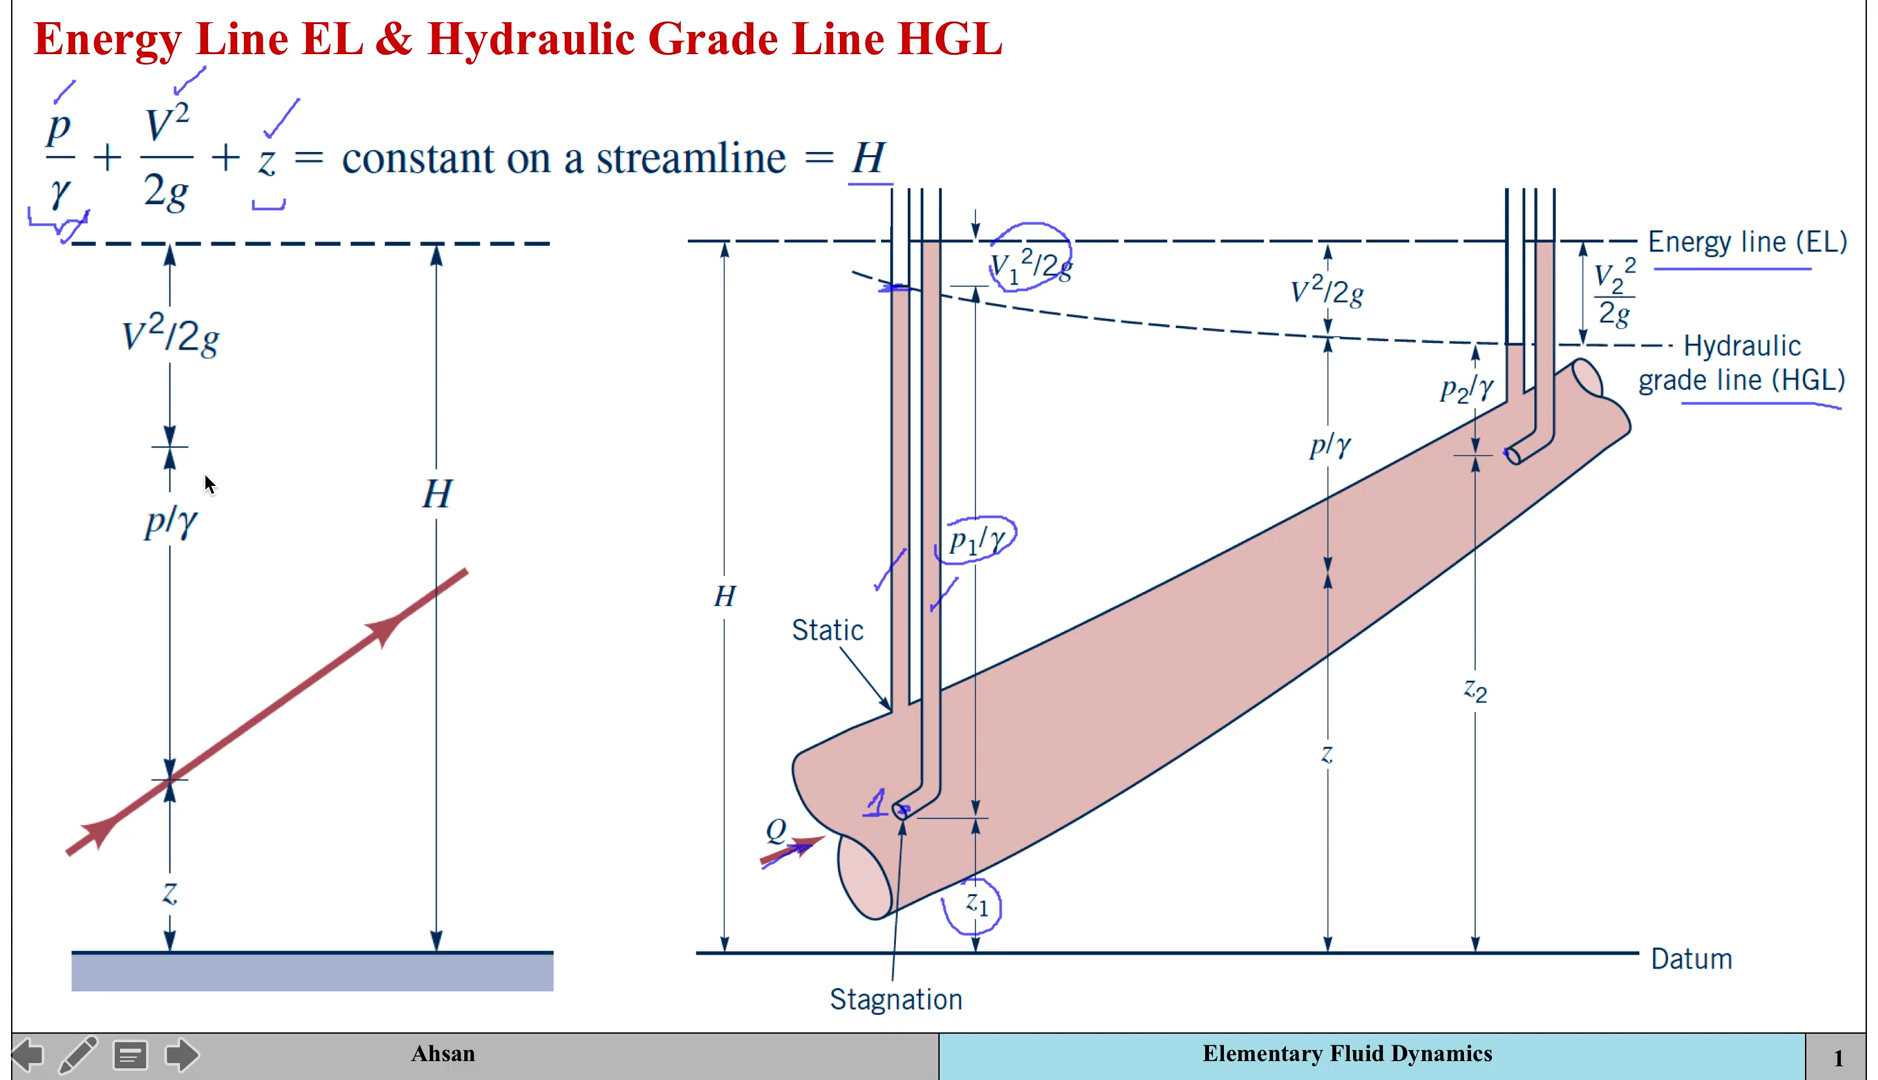 Energy Line EL & Hydraulic Grade Line HGL
p/γ + V²/2g + z = constant on a streamline = H
V²/2g
p/γ
H
z
V₁²/2g
V²/2g
Energy line (EL)
V₂²/2g
Hydraulic
grade line (HGL)
p₂/γ
p/γ
p₁/γ
H
Static
z₂
z
1
Q
z₁
Datum
Stagnation
Ahsan
Elementary Fluid Dynamics
1